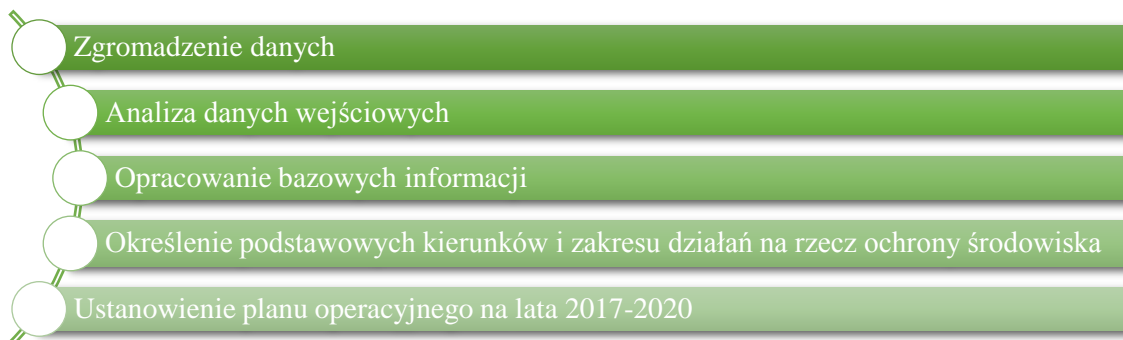 Zgromadzenie danych
Analiza danych wejściowych
Opracowanie bazowych informacji
Określenie podstawowych kierunków i zakresu działań na rzecz ochrony środowiska
Ustanowienie planu operacyjnego na lata 2017-2020